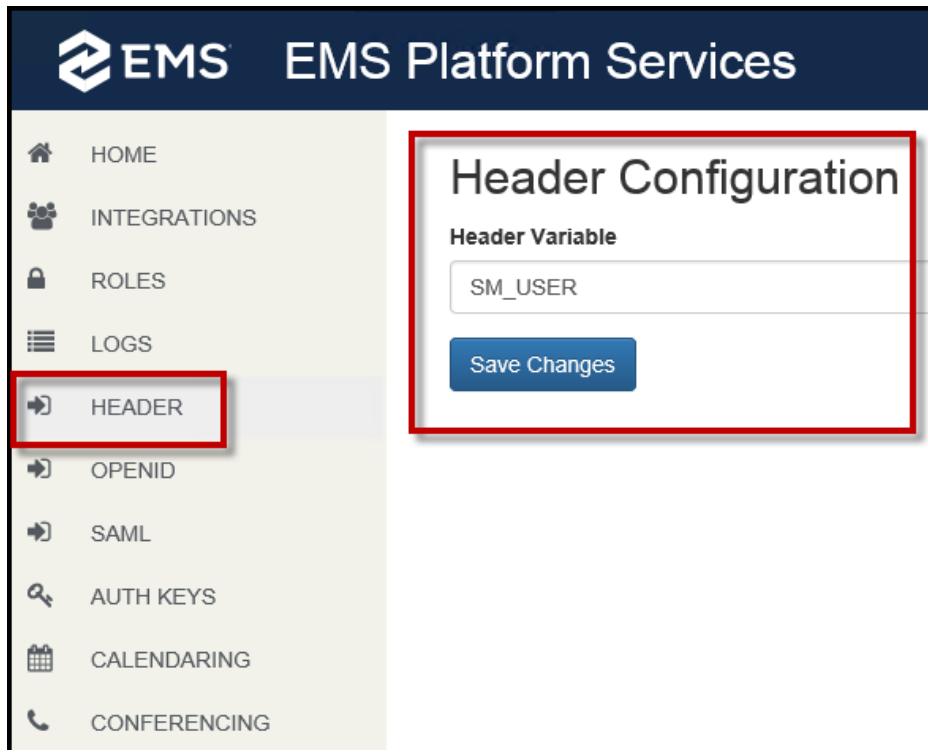 EMS EMS Platform Services
HOME
INTEGRATIONS
ROLES
LOGS
HEADER
OPENID
SAML
AUTH KEYS
CALENDARING
CONFERENCING
Header Configuration
Header Variable
SM_USER
Save Changes